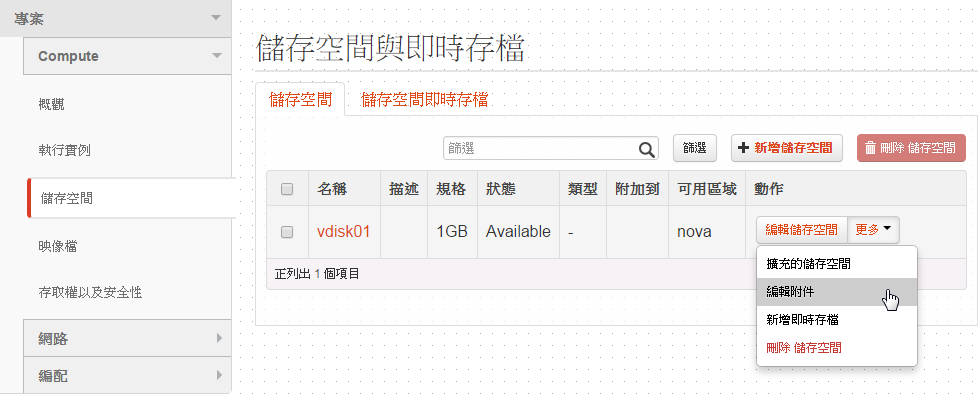 專案
Compute
概觀
執行實例
儲存空間
映像檔
存取權以及安全性
網路
編配
儲存空間與即時存檔
儲存空間 儲存空間即時存檔
篩選 篩選 新增儲存空間 刪除 儲存空間
名稱 描述 規格 狀態 類型 附加到 可用區域 動作
vdisk01 1GB Available - nova 編輯儲存空間 更多
正列出 1 個項目
擴充的儲存空間
編輯附件
新增即時存檔
刪除 儲存空間